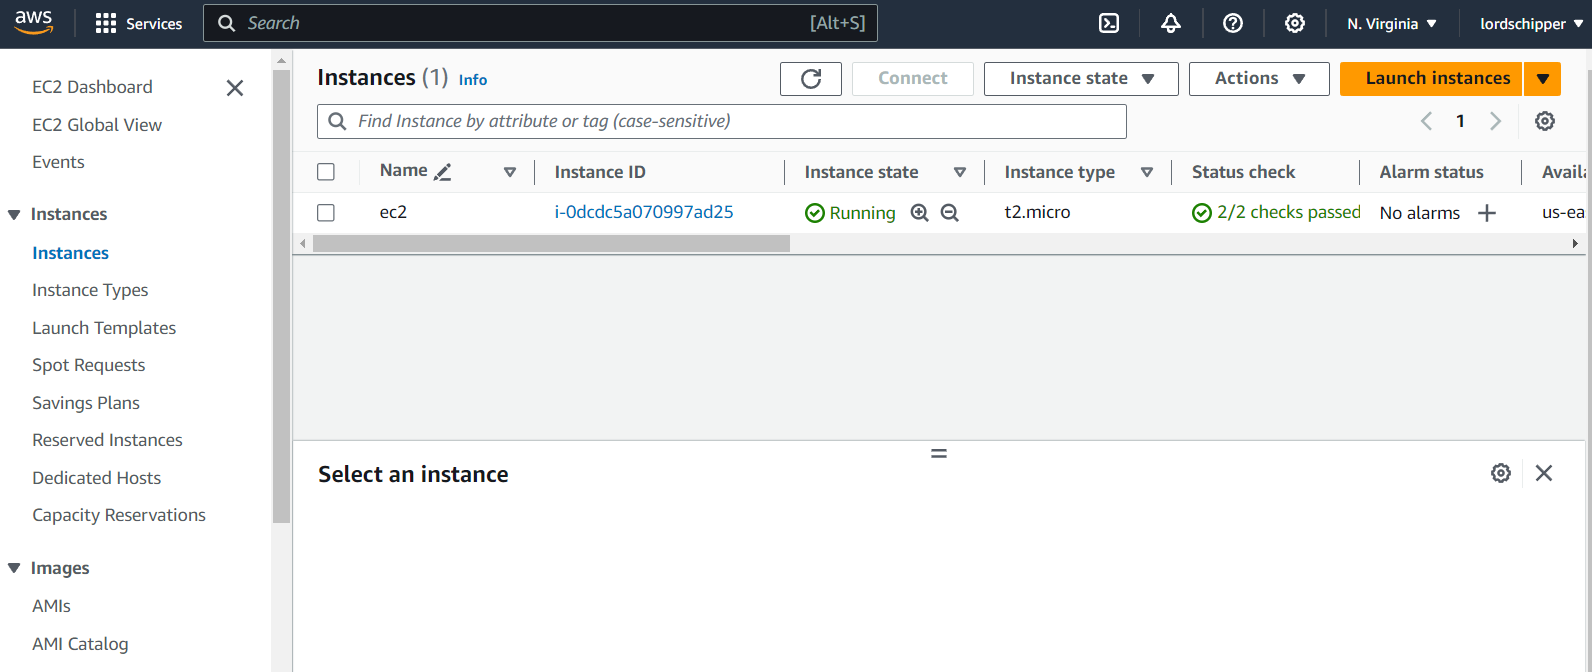 aws
Services
Search [Alt+S]
N. Virginia
lordschipper
EC2 Dashboard
EC2 Global View
Events
Instances
Instances
Instance Types
Launch Templates
Spot Requests
Savings Plans
Reserved Instances
Dedicated Hosts
Capacity Reservations
Images
AMIs
AMI Catalog
Instances (1) Info
Connect
Instance state
Actions
Launch instances
Find Instance by attribute or tag (case-sensitive)
1
Name Instance ID Instance state Instance type Status check Alarm status Availa
ec2 i-0dcdc5a070997ad25 Running t2.micro 2/2 checks passed No alarms us-ea
Select an instance